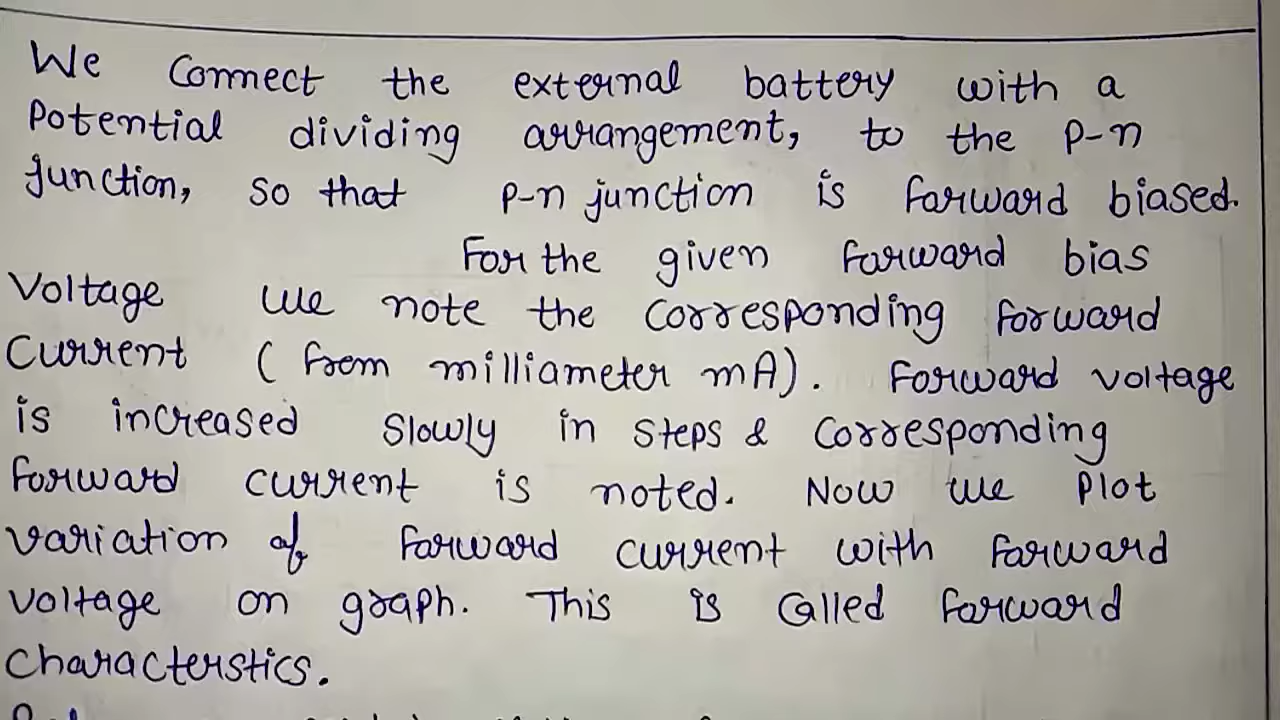 We Connect the external battery with a
Potential dividing arrangement, to the p-n
junction, so that p-n junction is forward biased.
For the given forward bias
Voltage we note the corresponding forward
Current (from milliameter mA). Forward voltage
is increased slowly in steps & corresponding
forward current is noted. Now we Plot
variation of forward current with forward
voltage on graph. This is Called forward
characterstics.